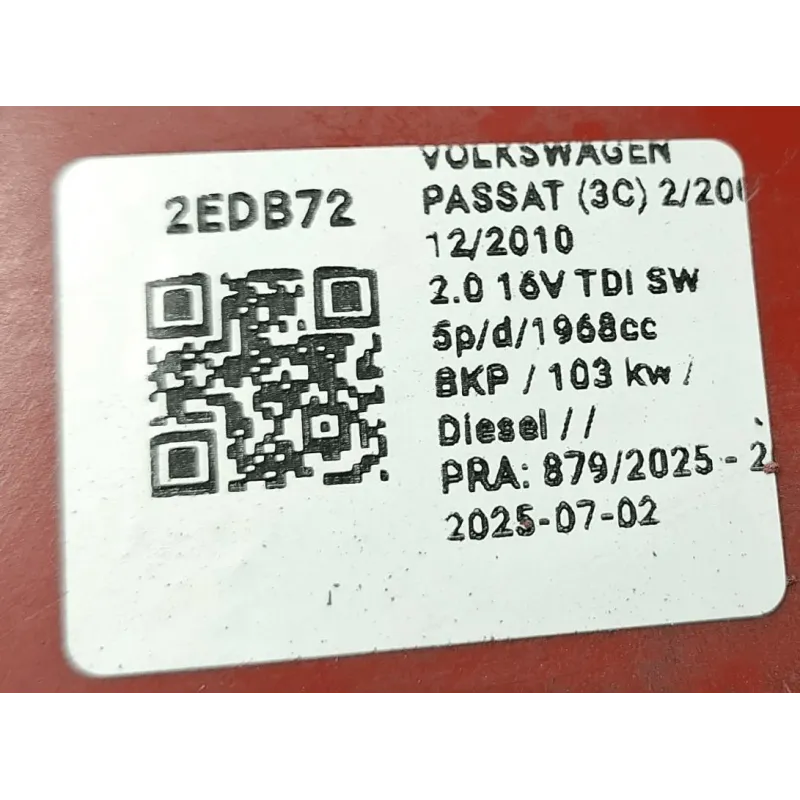 2EDB72
VOLKSWAGEN
PASSAT (3C) 2/200
12/2010
2.0 16V TDI SW
5p/d/1968cc
BKP / 103 kw /
Diesel / /
PRA: 879/2025 - 2
2025-07-02